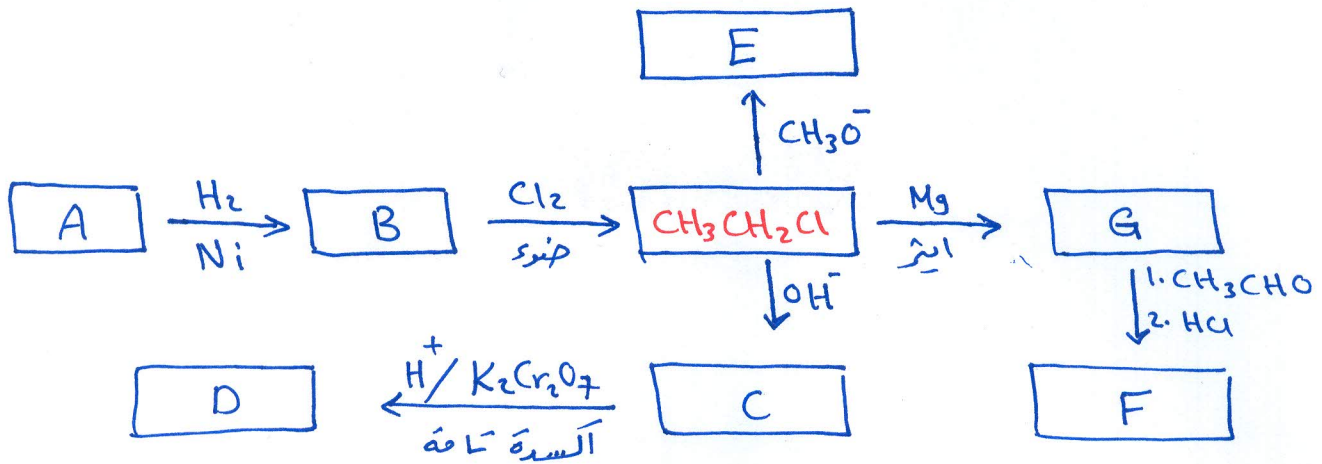 E
CH₃O⁻
A
H₂
Ni
B
Cl₂
ضوء
CH₃CH₂Cl
Mg
ايثر
G
OH⁻
1. CH₃CHO
2. HCl
D
H⁺/K₂Cr₂O₇
أكسدة تامة
C
F